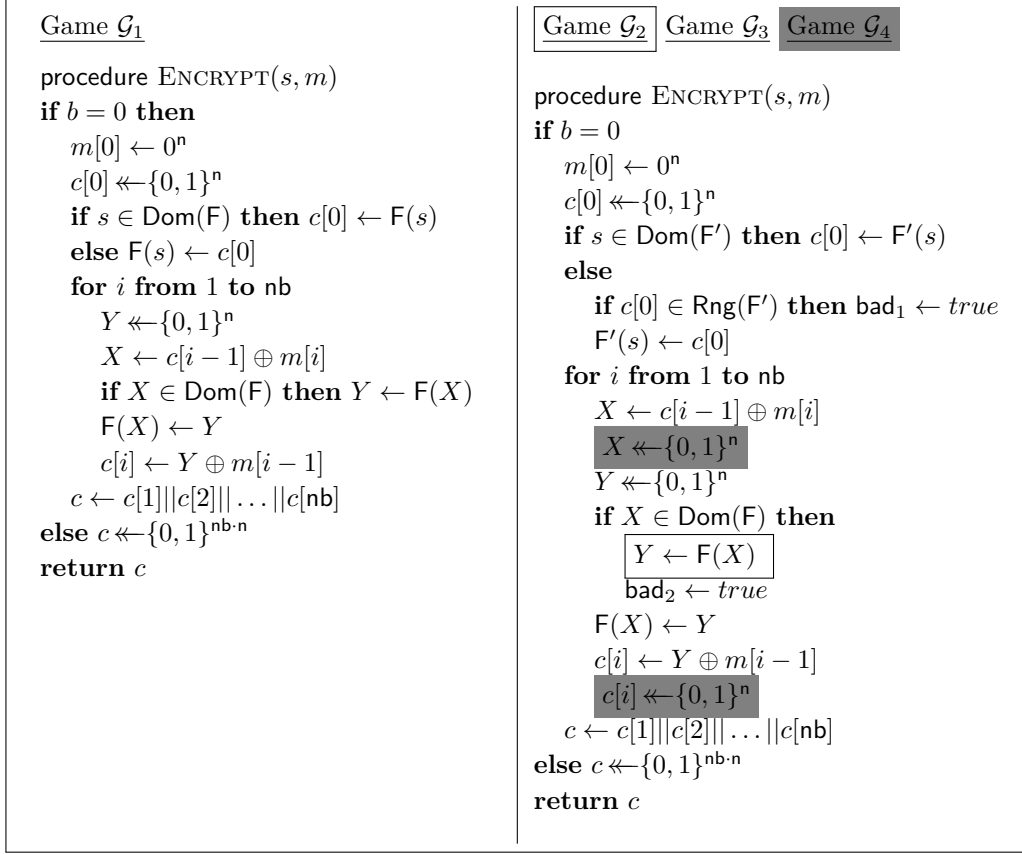 Game 𝒢₁
procedure ENCRYPT(s, m)
if b = 0 then
m[0] ← 0ⁿ
c[0] ↞ {0, 1}ⁿ
if s ∈ Dom(F) then c[0] ← F(s)
else F(s) ← c[0]
for i from 1 to nb
Y ↞ {0, 1}ⁿ
X ← c[i − 1] ⊕ m[i]
if X ∈ Dom(F) then Y ← F(X)
F(X) ← Y
c[i] ← Y ⊕ m[i − 1]
c ← c[1]||c[2]|| . . . ||c[nb]
else c ↞ {0, 1}ⁿᵇ·ⁿ
return c
Game 𝒢₂ Game 𝒢₃ Game 𝒢₄
procedure ENCRYPT(s, m)
if b = 0
m[0] ← 0ⁿ
c[0] ↞ {0, 1}ⁿ
if s ∈ Dom(F') then c[0] ← F'(s)
else
if c[0] ∈ Rng(F') then bad₁ ← true
F'(s) ← c[0]
for i from 1 to nb
X ← c[i − 1] ⊕ m[i]
X ↞ {0, 1}ⁿ
Y ↞ {0, 1}ⁿ
if X ∈ Dom(F) then
Y ← F(X)
bad₂ ← true
F(X) ← Y
c[i] ← Y ⊕ m[i − 1]
c[i] ↞ {0, 1}ⁿ
c ← c[1]||c[2]|| . . . ||c[nb]
else c ↞ {0, 1}ⁿᵇ·ⁿ
return c